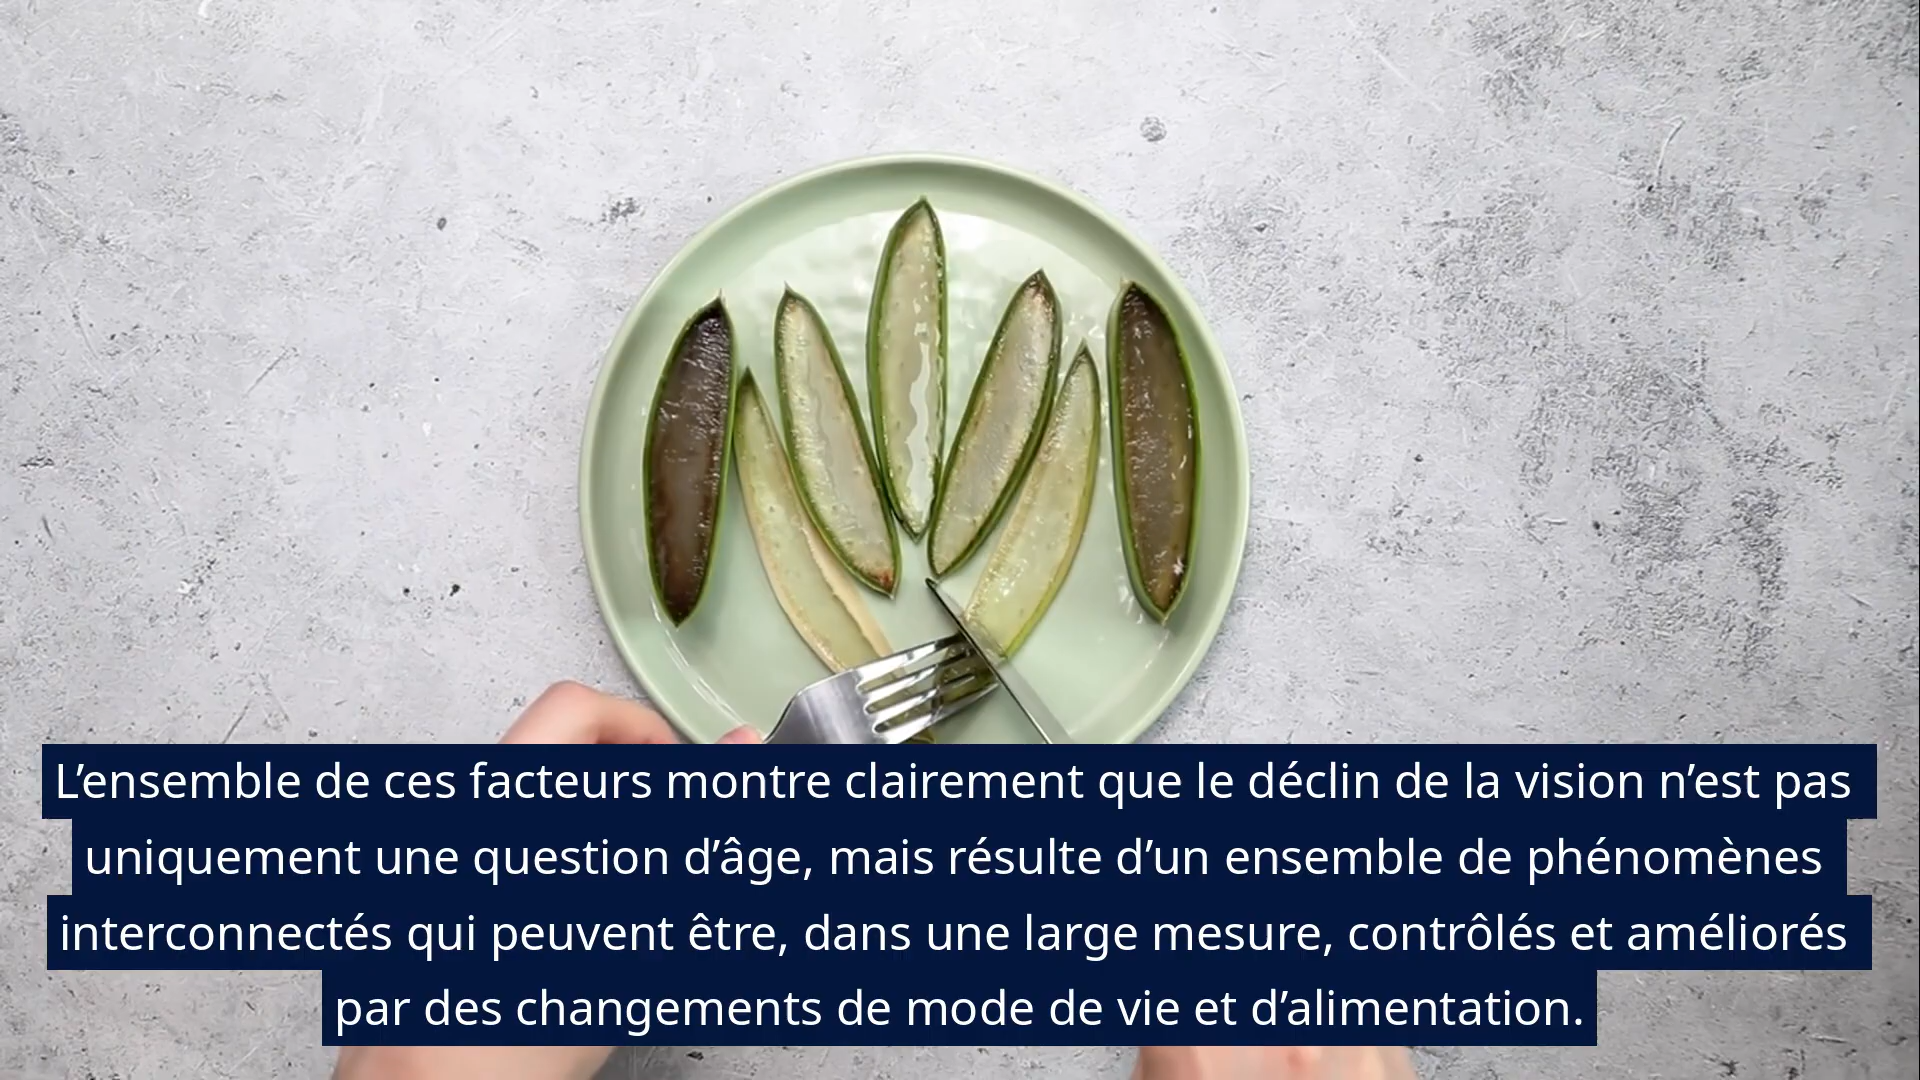 L’ensemble de ces facteurs montre clairement que le déclin de la vision n’est pas
uniquement une question d’âge, mais résulte d’un ensemble de phénomènes
interconnectés qui peuvent être, dans une large mesure, contrôlés et améliorés
par des changements de mode de vie et d’alimentation.